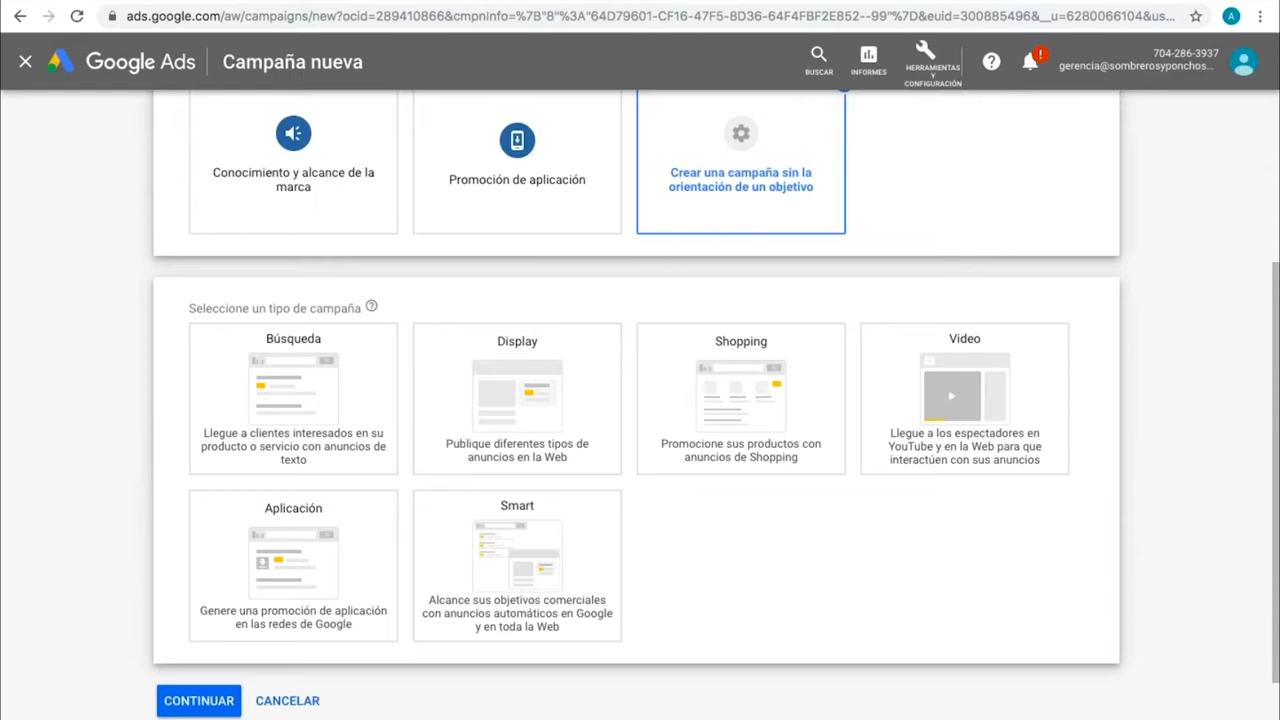 ads.google.com/aw/campaigns/new?ocid=289410866&cmpnInfo=%7B"8"%3A"64D79601-CF16-47F5-8D36-64F4FBF2E852--99"%7D&euid=300885496&__u=6280066104&us...
A
Google Ads
Campaña nueva
BUSCAR
INFORMES
HERRAMIENTAS
Y
CONFIGURACIÓN
!
704-286-3937
gerencia@sombrerosyponchos...
Conocimiento y alcance de la
marca
Promoción de aplicación
Crear una campaña sin la
orientación de un objetivo
Seleccione un tipo de campaña
Búsqueda
Llegue a clientes interesados en su
producto o servicio con anuncios de
texto
Display
Publique diferentes tipos de
anuncios en la Web
Shopping
Promocione sus productos con
anuncios de Shopping
Video
Llegue a los espectadores en
YouTube y en la Web para que
interactúen con sus anuncios
Aplicación
Genere una promoción de aplicación
en las redes de Google
Smart
Alcance sus objetivos comerciales
con anuncios automáticos en Google
y en toda la Web
CONTINUAR
CANCELAR